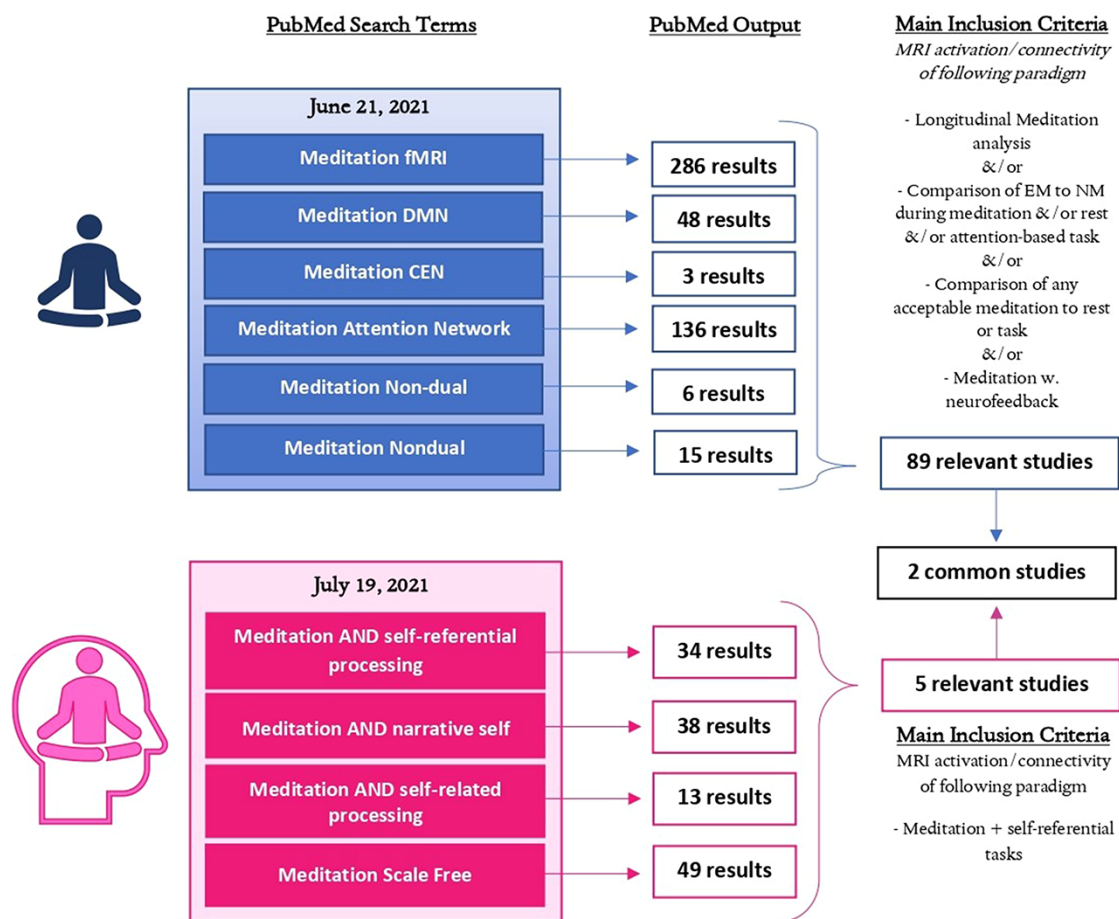 PubMed Search Terms
PubMed Output
Main Inclusion Criteria
MRI activation/connectivity
of following paradigm
- Longitudinal Meditation
analysis
&/or
- Comparison of EM to NM
during meditation &/or rest
&/or attention-based task
&/or
- Comparison of any
acceptable meditation to rest
or task
&/or
- Meditation w.
neurofeedback
June 21, 2021
Meditation fMRI
286 results
Meditation DMN
48 results
Meditation CEN
3 results
Meditation Attention Network
136 results
Meditation Non-dual
6 results
Meditation Nondual
15 results
89 relevant studies
2 common studies
July 19, 2021
Meditation AND self-referential
processing
34 results
Meditation AND narrative self
38 results
Meditation AND self-related
processing
13 results
Meditation Scale Free
49 results
5 relevant studies
Main Inclusion Criteria
MRI activation/connectivity
of following paradigm
- Meditation + self-referential
tasks